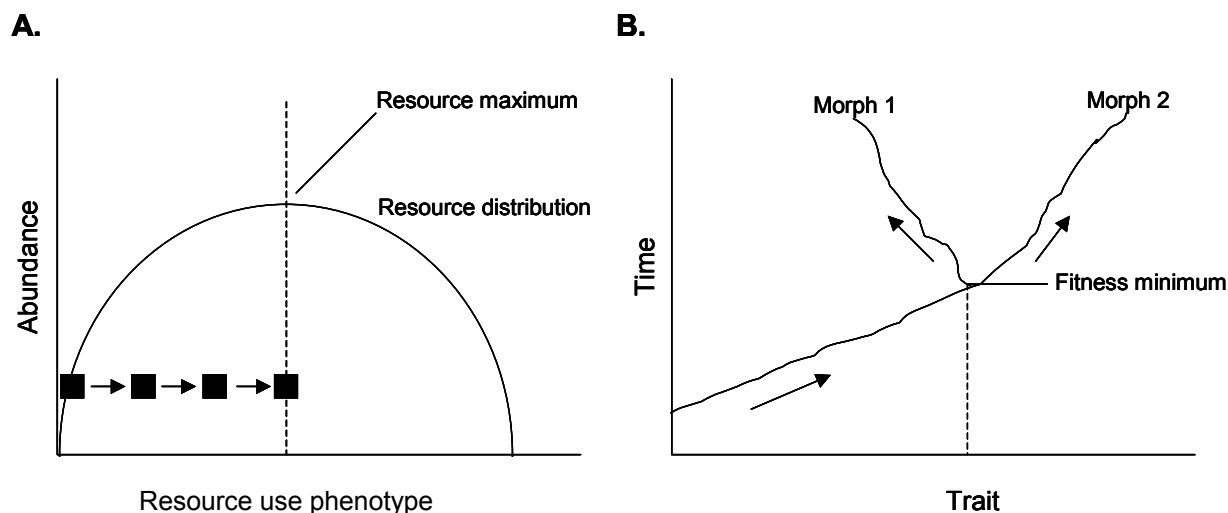 A.
Resource maximum
Resource distribution
Abundance
Resource use phenotype
B.
Morph 1
Morph 2
Time
Fitness minimum
Trait